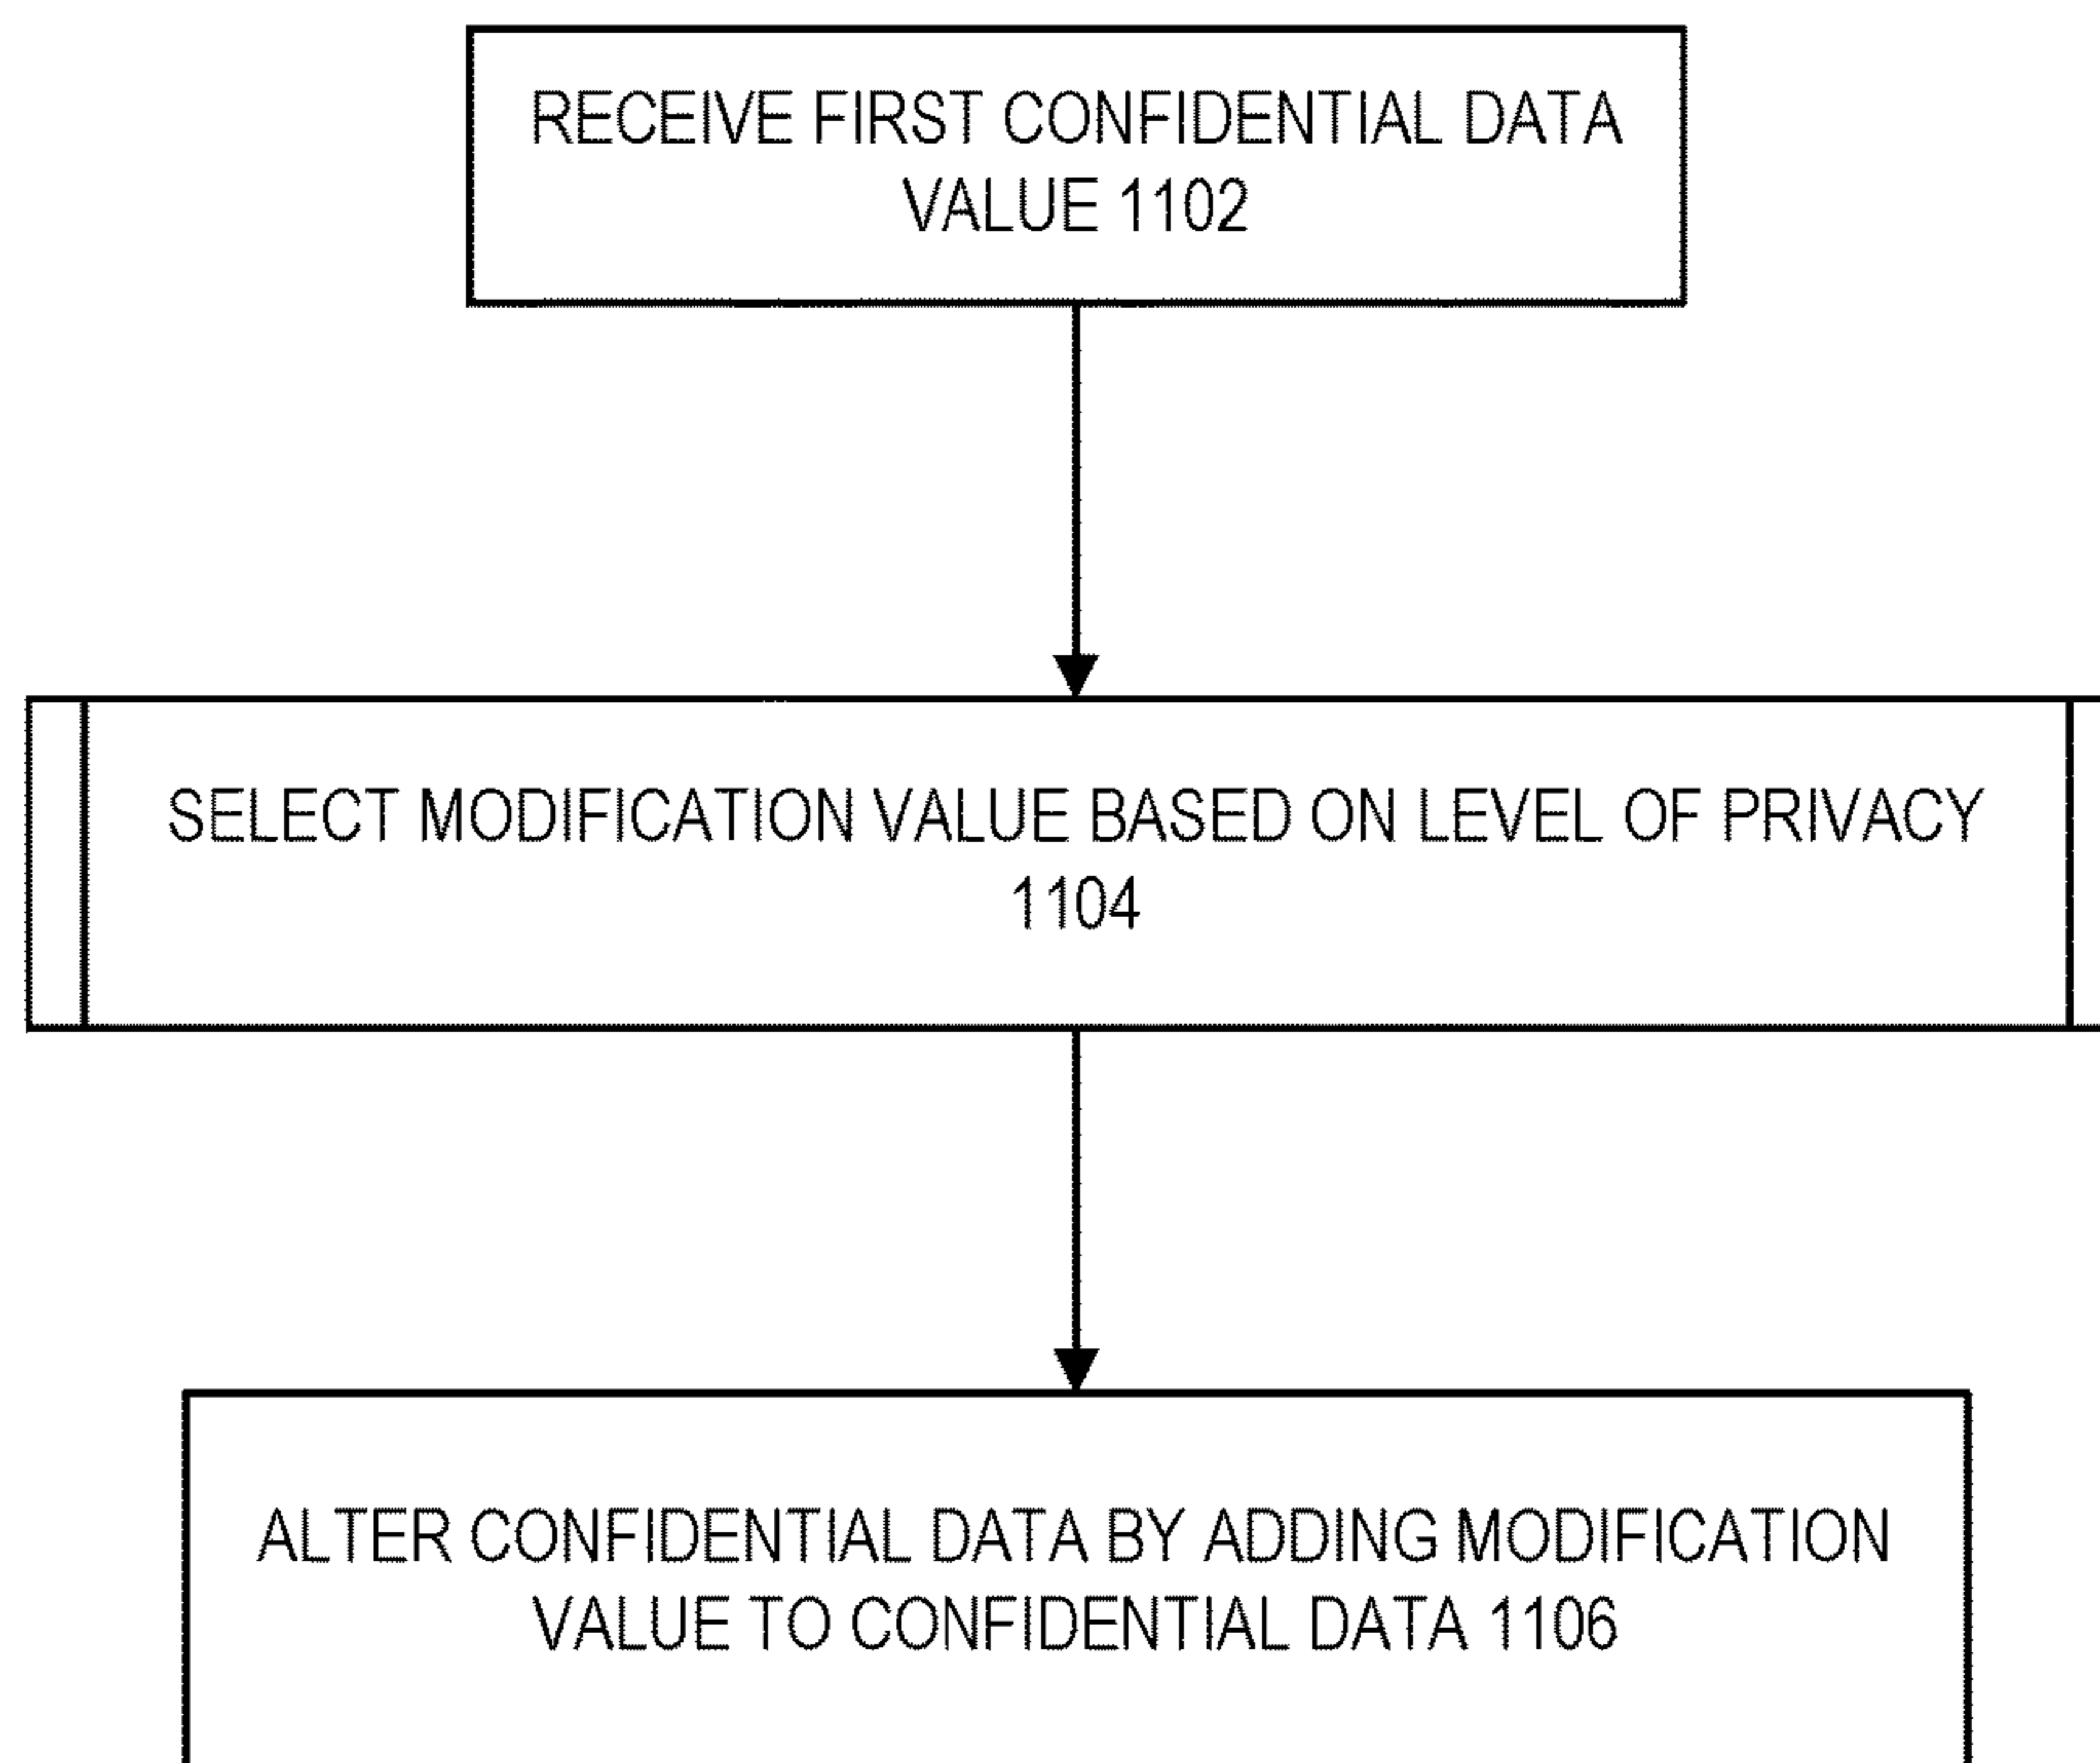 RECEIVE FIRST CONFIDENTIAL DATA
VALUE 1102
SELECT MODIFICATION VALUE BASED ON LEVEL OF PRIVACY
1104
ALTER CONFIDENTIAL DATA BY ADDING MODIFICATION
VALUE TO CONFIDENTIAL DATA 1106